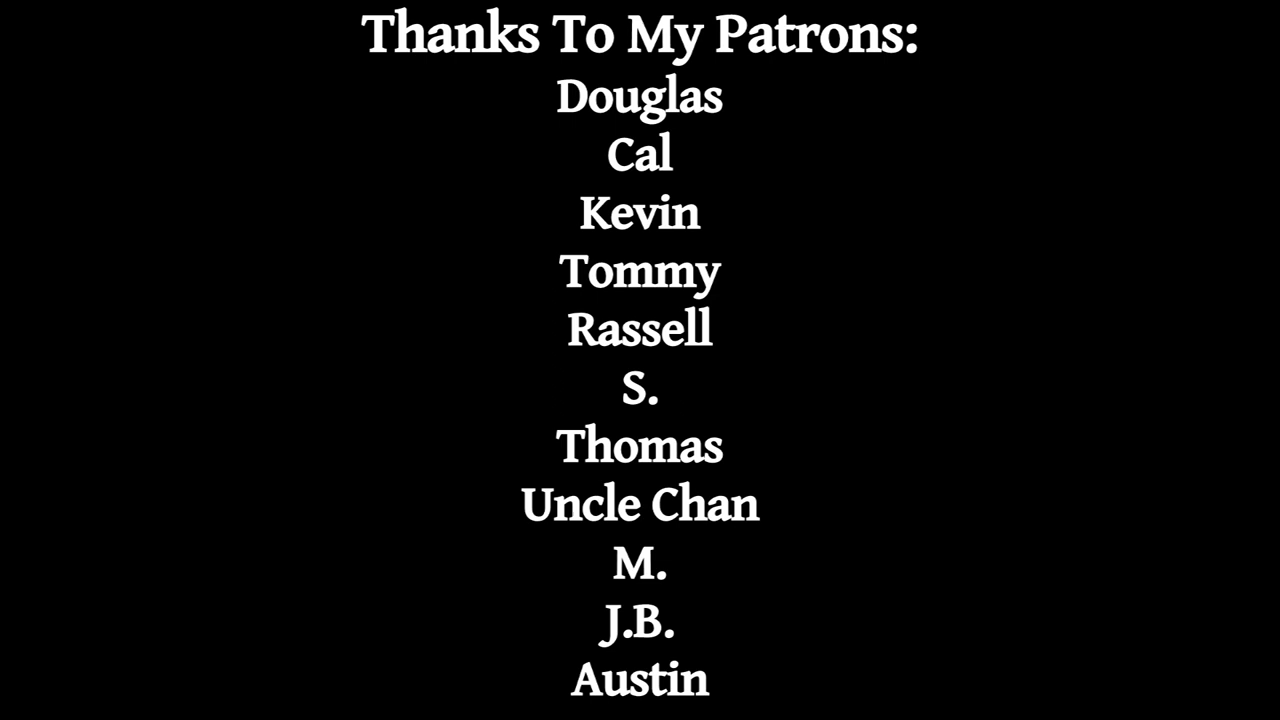 Thanks To My Patrons:
Douglas
Cal
Kevin
Tommy
Rassell
S.
Thomas
Uncle Chan
M.
J.B.
Austin